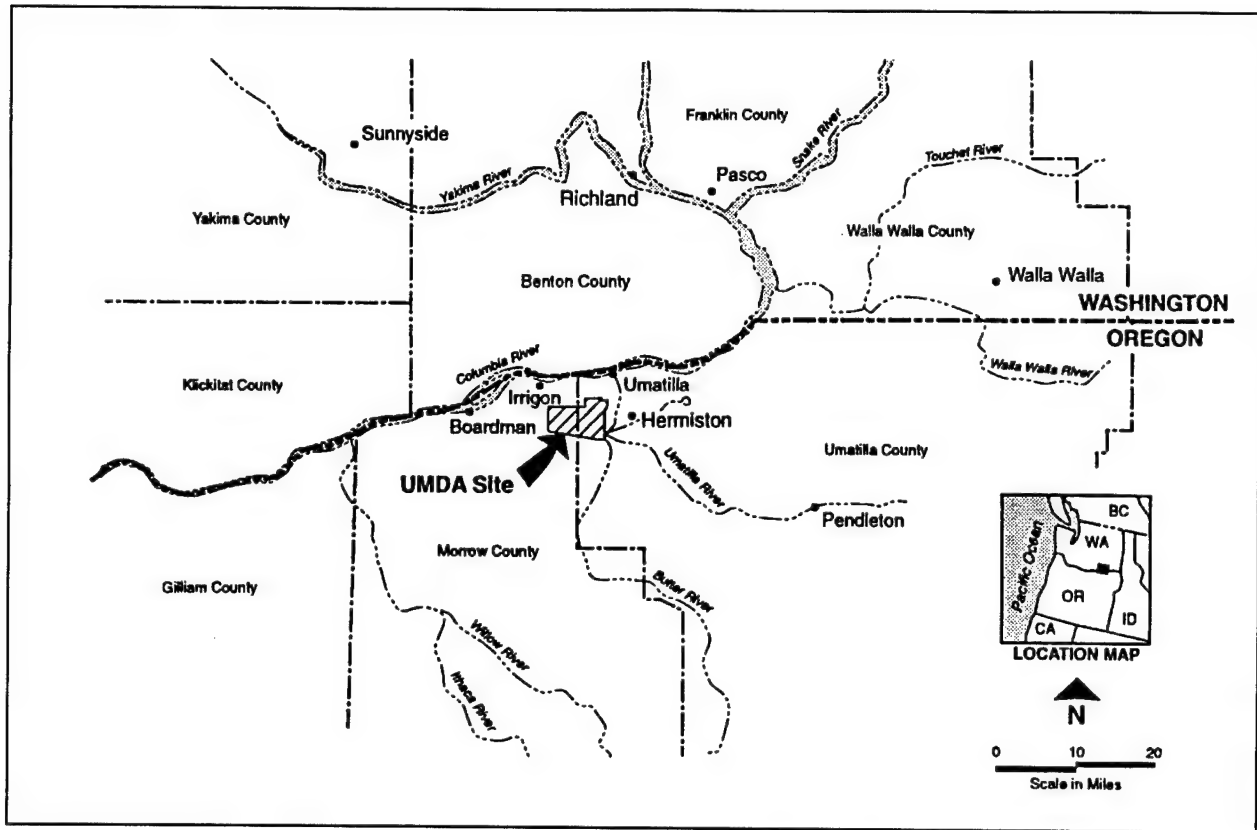 Sunnyside
Franklin County
Snake River
Touchet River
Yakima River
Richland
Pasco
Yakima County
Walla Walla County
Benton County
Walla Walla
WASHINGTON
OREGON
Columbia River
Klickitat County
Irrigon
Umatilla
Walla Walla River
Boardman
Hermiston
UMDA Site
Umatilla River
Umatilla County
Pendleton
Morrow County
Gilliam County
Butter River
Willow River
Ithaca River
Pacific Ocean
BC
WA
OR
ID
CA
LOCATION MAP
N
0 10 20
Scale in Miles